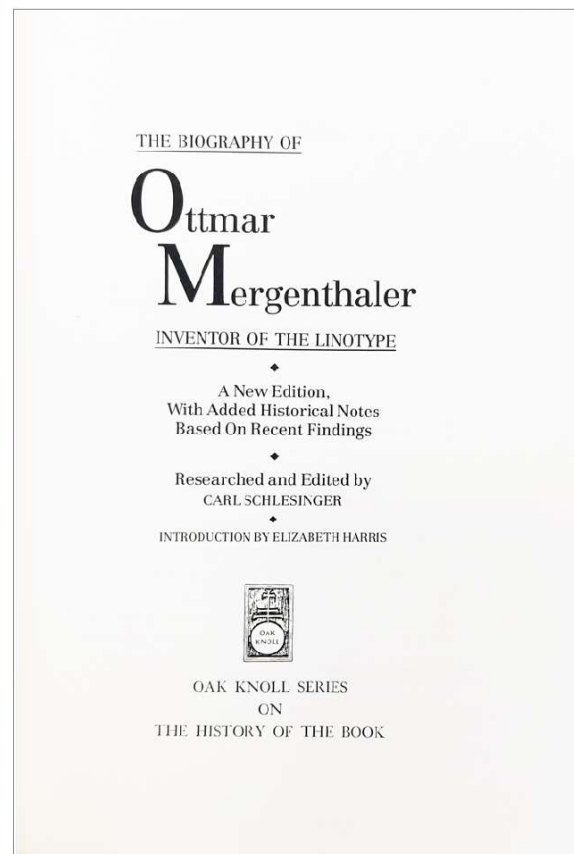 THE BIOGRAPHY OF
Ottmar
Mergenthaler
INVENTOR OF THE LINOTYPE
A New Edition,
With Added Historical Notes
Based On Recent Findings
Researched and Edited by
CARL SCHLESINGER
INTRODUCTION BY ELIZABETH HARRIS
OAK
KNOLL
OAK KNOLL SERIES
ON
THE HISTORY OF THE BOOK